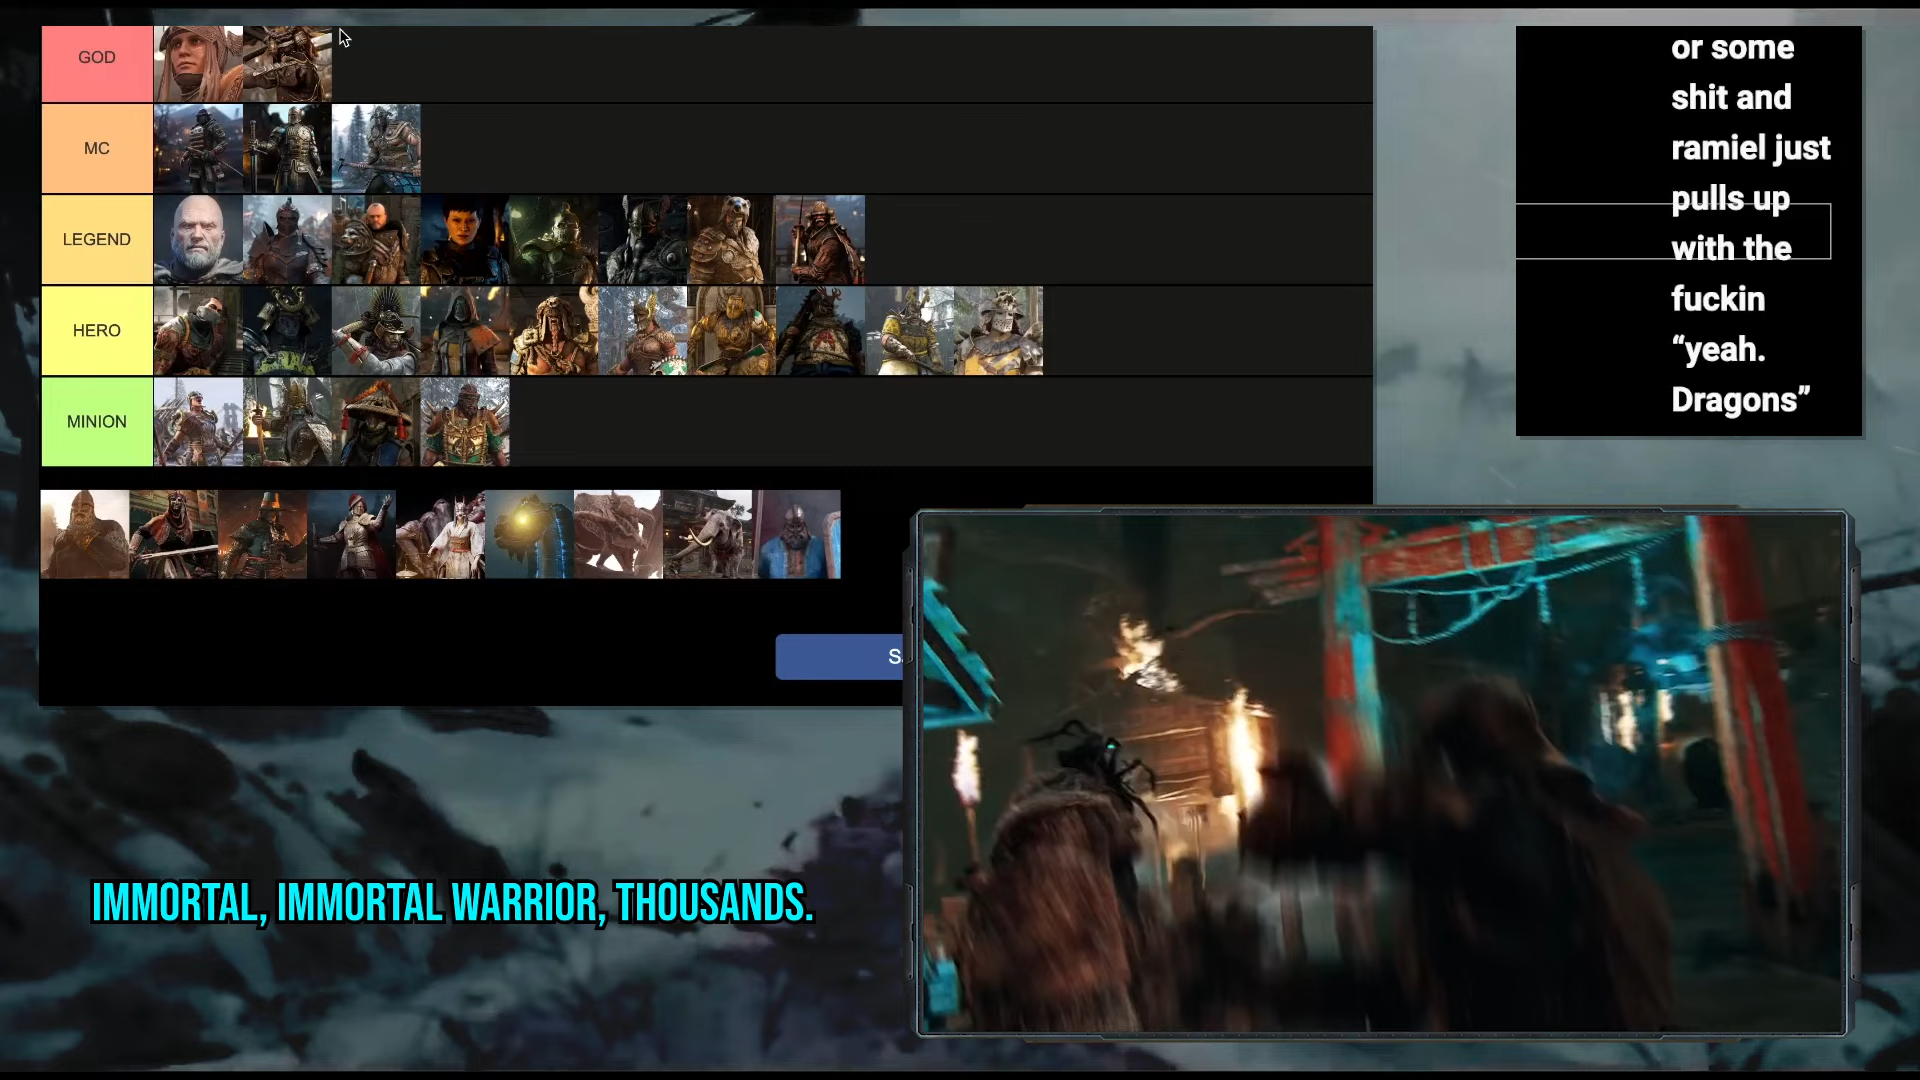 GOD
MC
LEGEND
HERO
MINION
or some
shit and
ramiel just
pulls up
with the
fuckin
“yeah.
Dragons”
IMMORTAL, IMMORTAL WARRIOR, THOUSANDS.